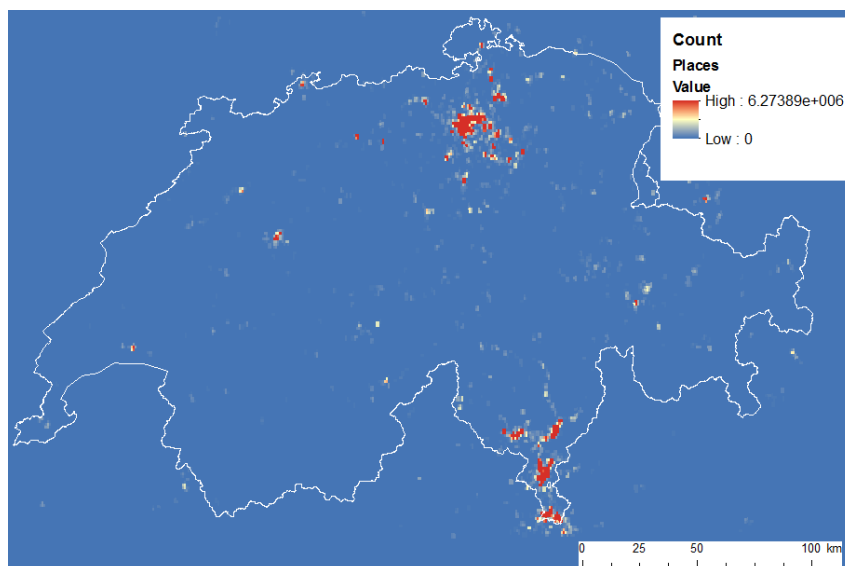 Count
Places
Value
High : 6.27389e+006
Low : 0
0 25 50 100 km